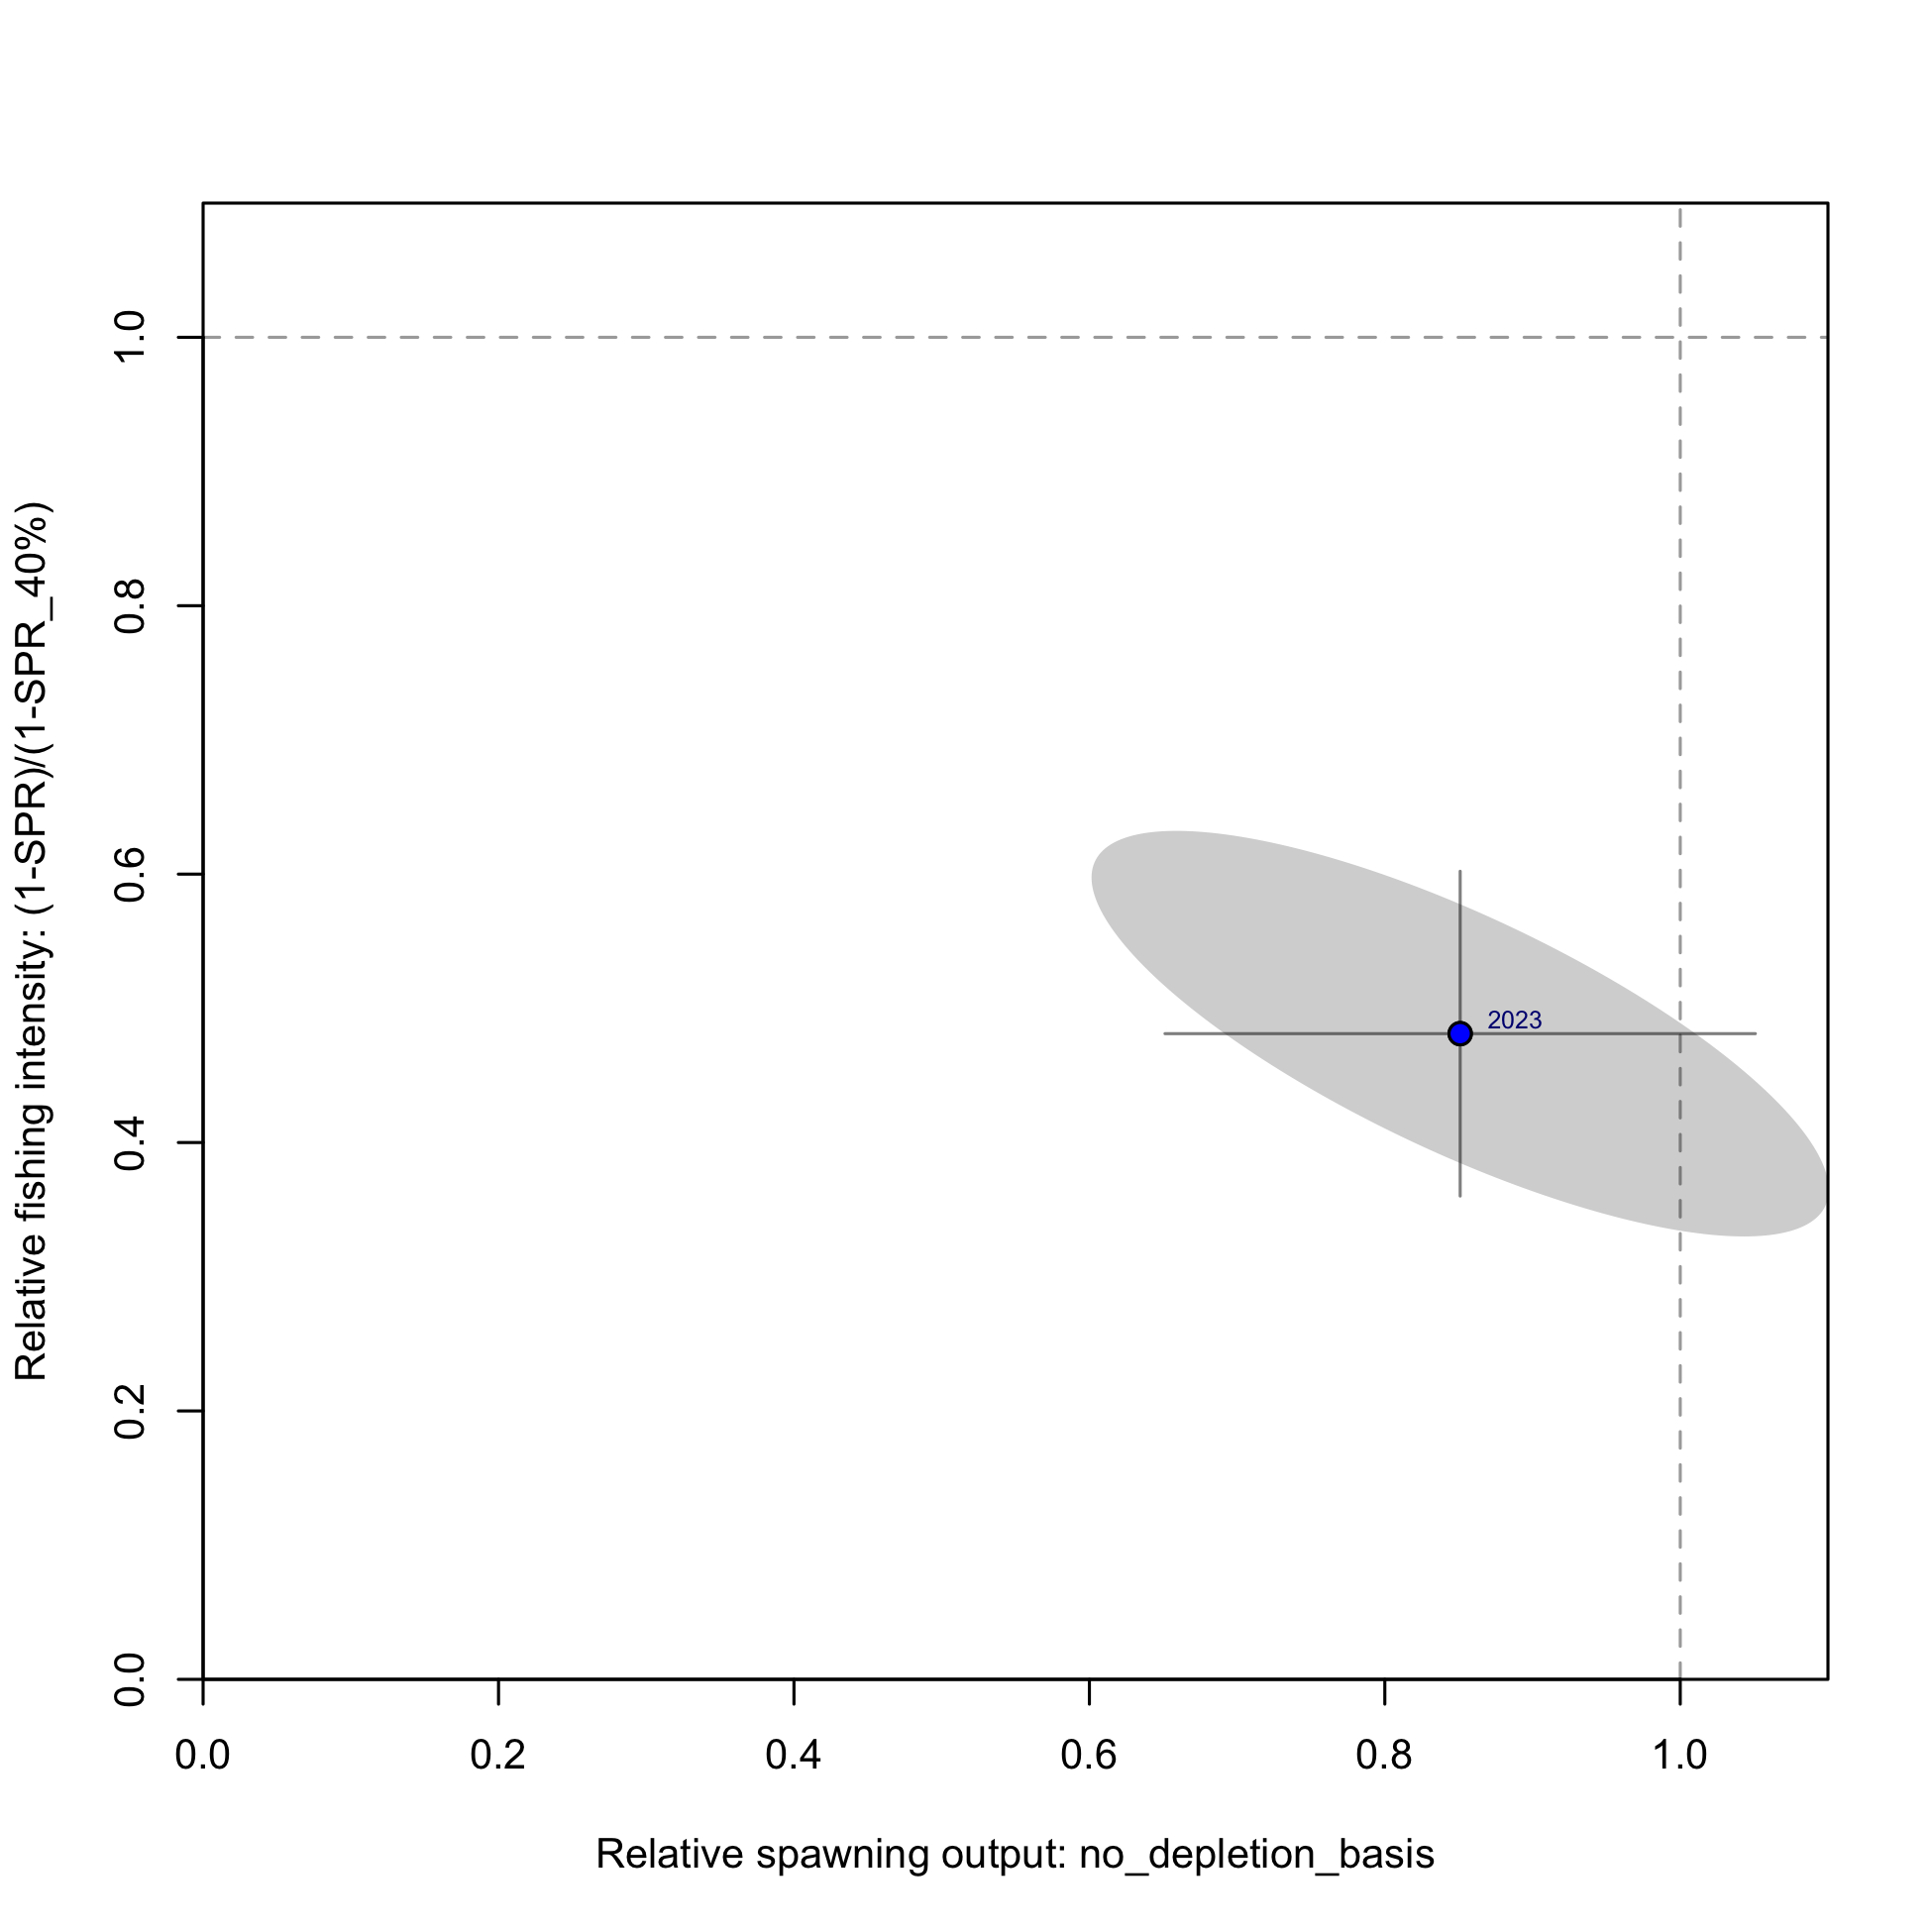 Relative fishing intensity: (1-SPR)/(1-SPR_40%)
1.0
0.8
0.6
0.4
0.2
0.0
2023
0.0 0.2 0.4 0.6 0.8 1.0
Relative spawning output: no_depletion_basis